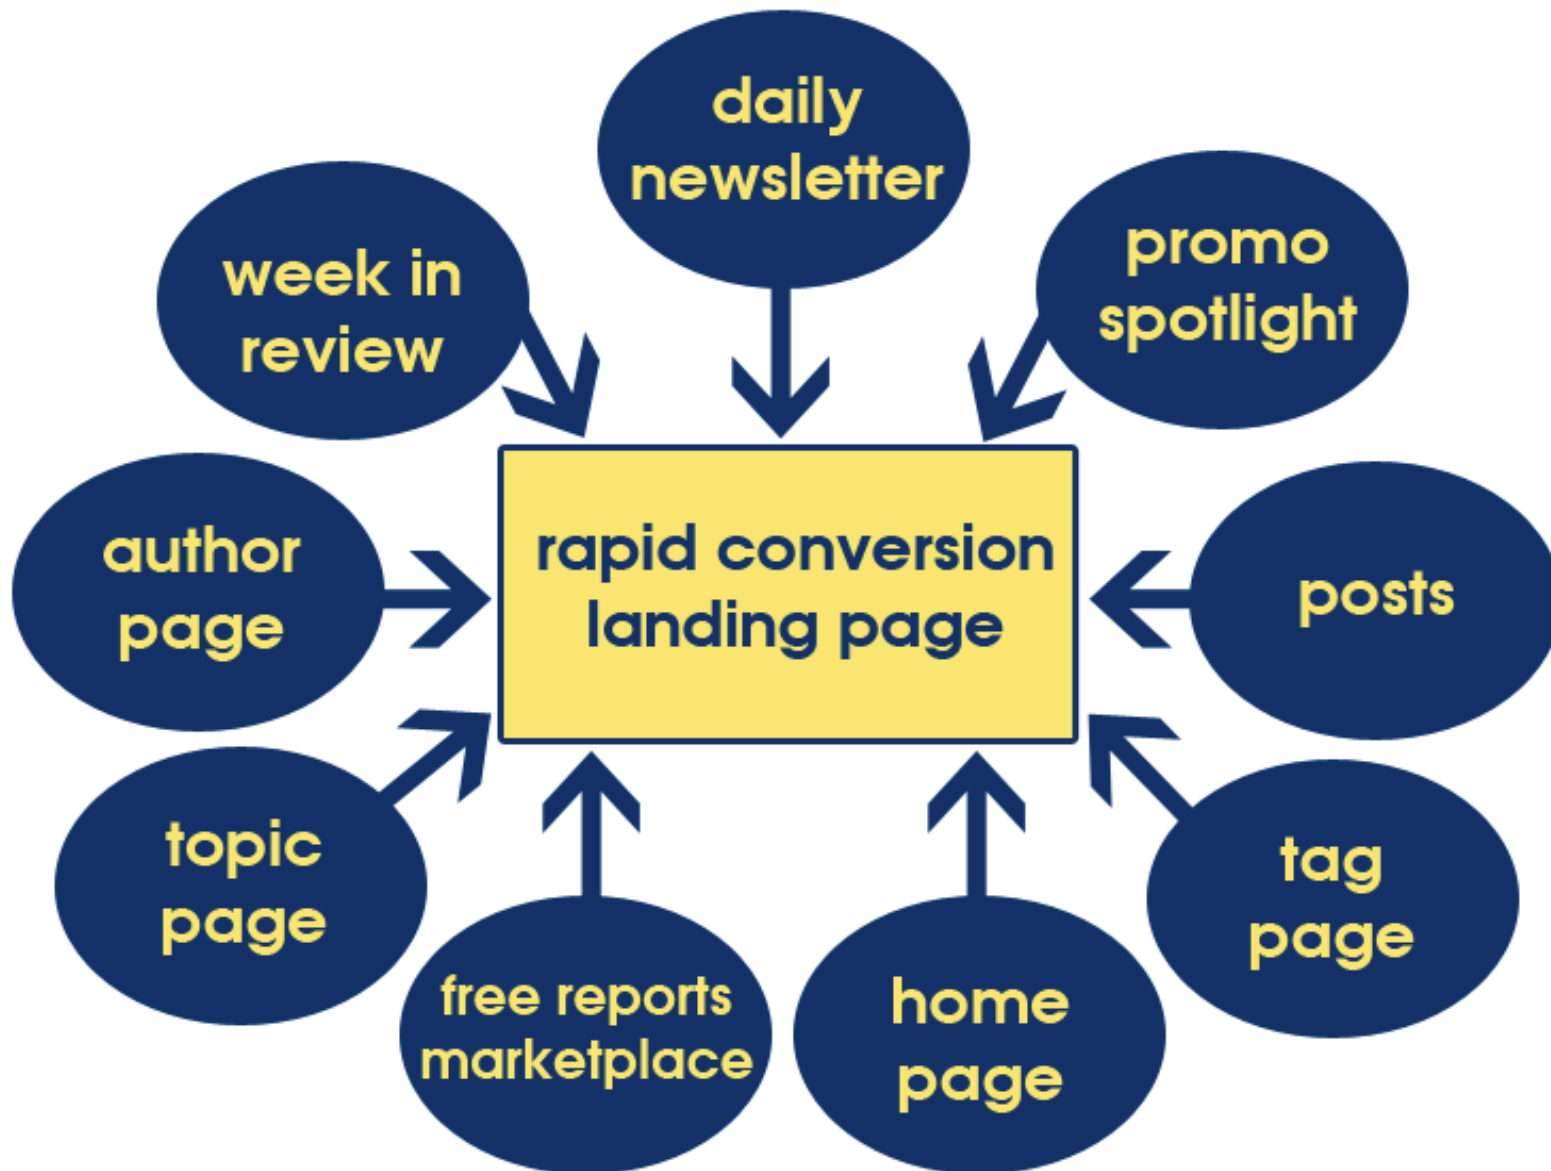 daily
newsletter
promo
spotlight
week in
review
author
page
rapid conversion
landing page
posts
topic
page
tag
page
free reports
marketplace
home
page